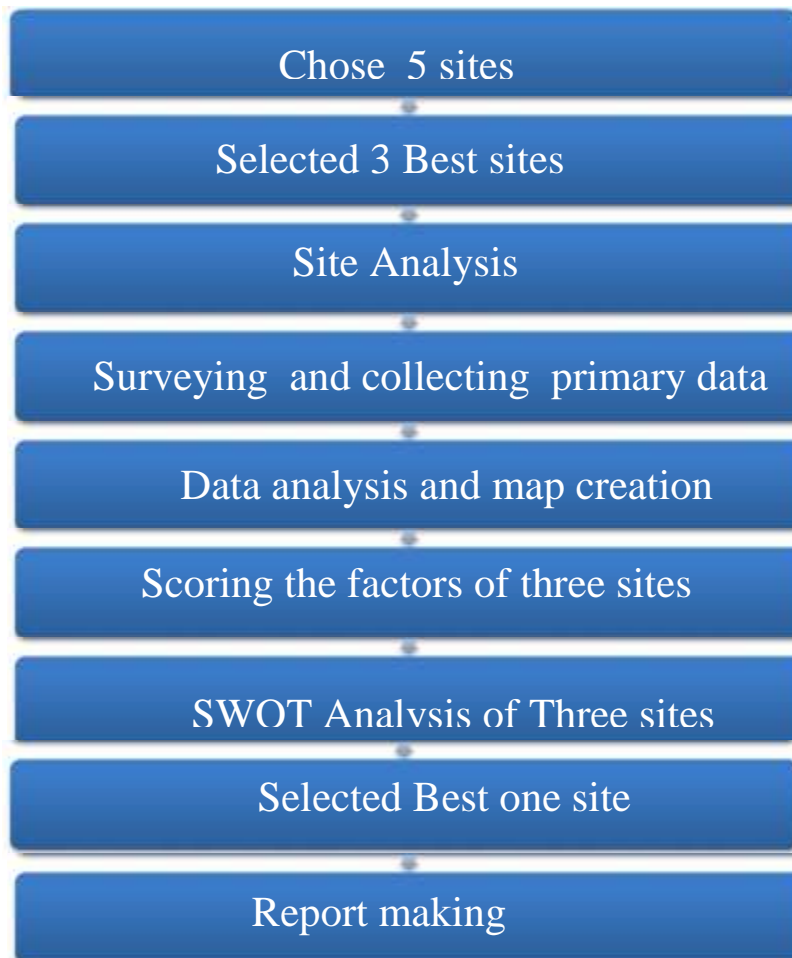 Chose 5 sites
Selected 3 Best sites
Site Analysis
Surveying and collecting primary data
Data analysis and map creation
Scoring the factors of three sites
SWOT Analysis of Three sites
Selected Best one site
Report making